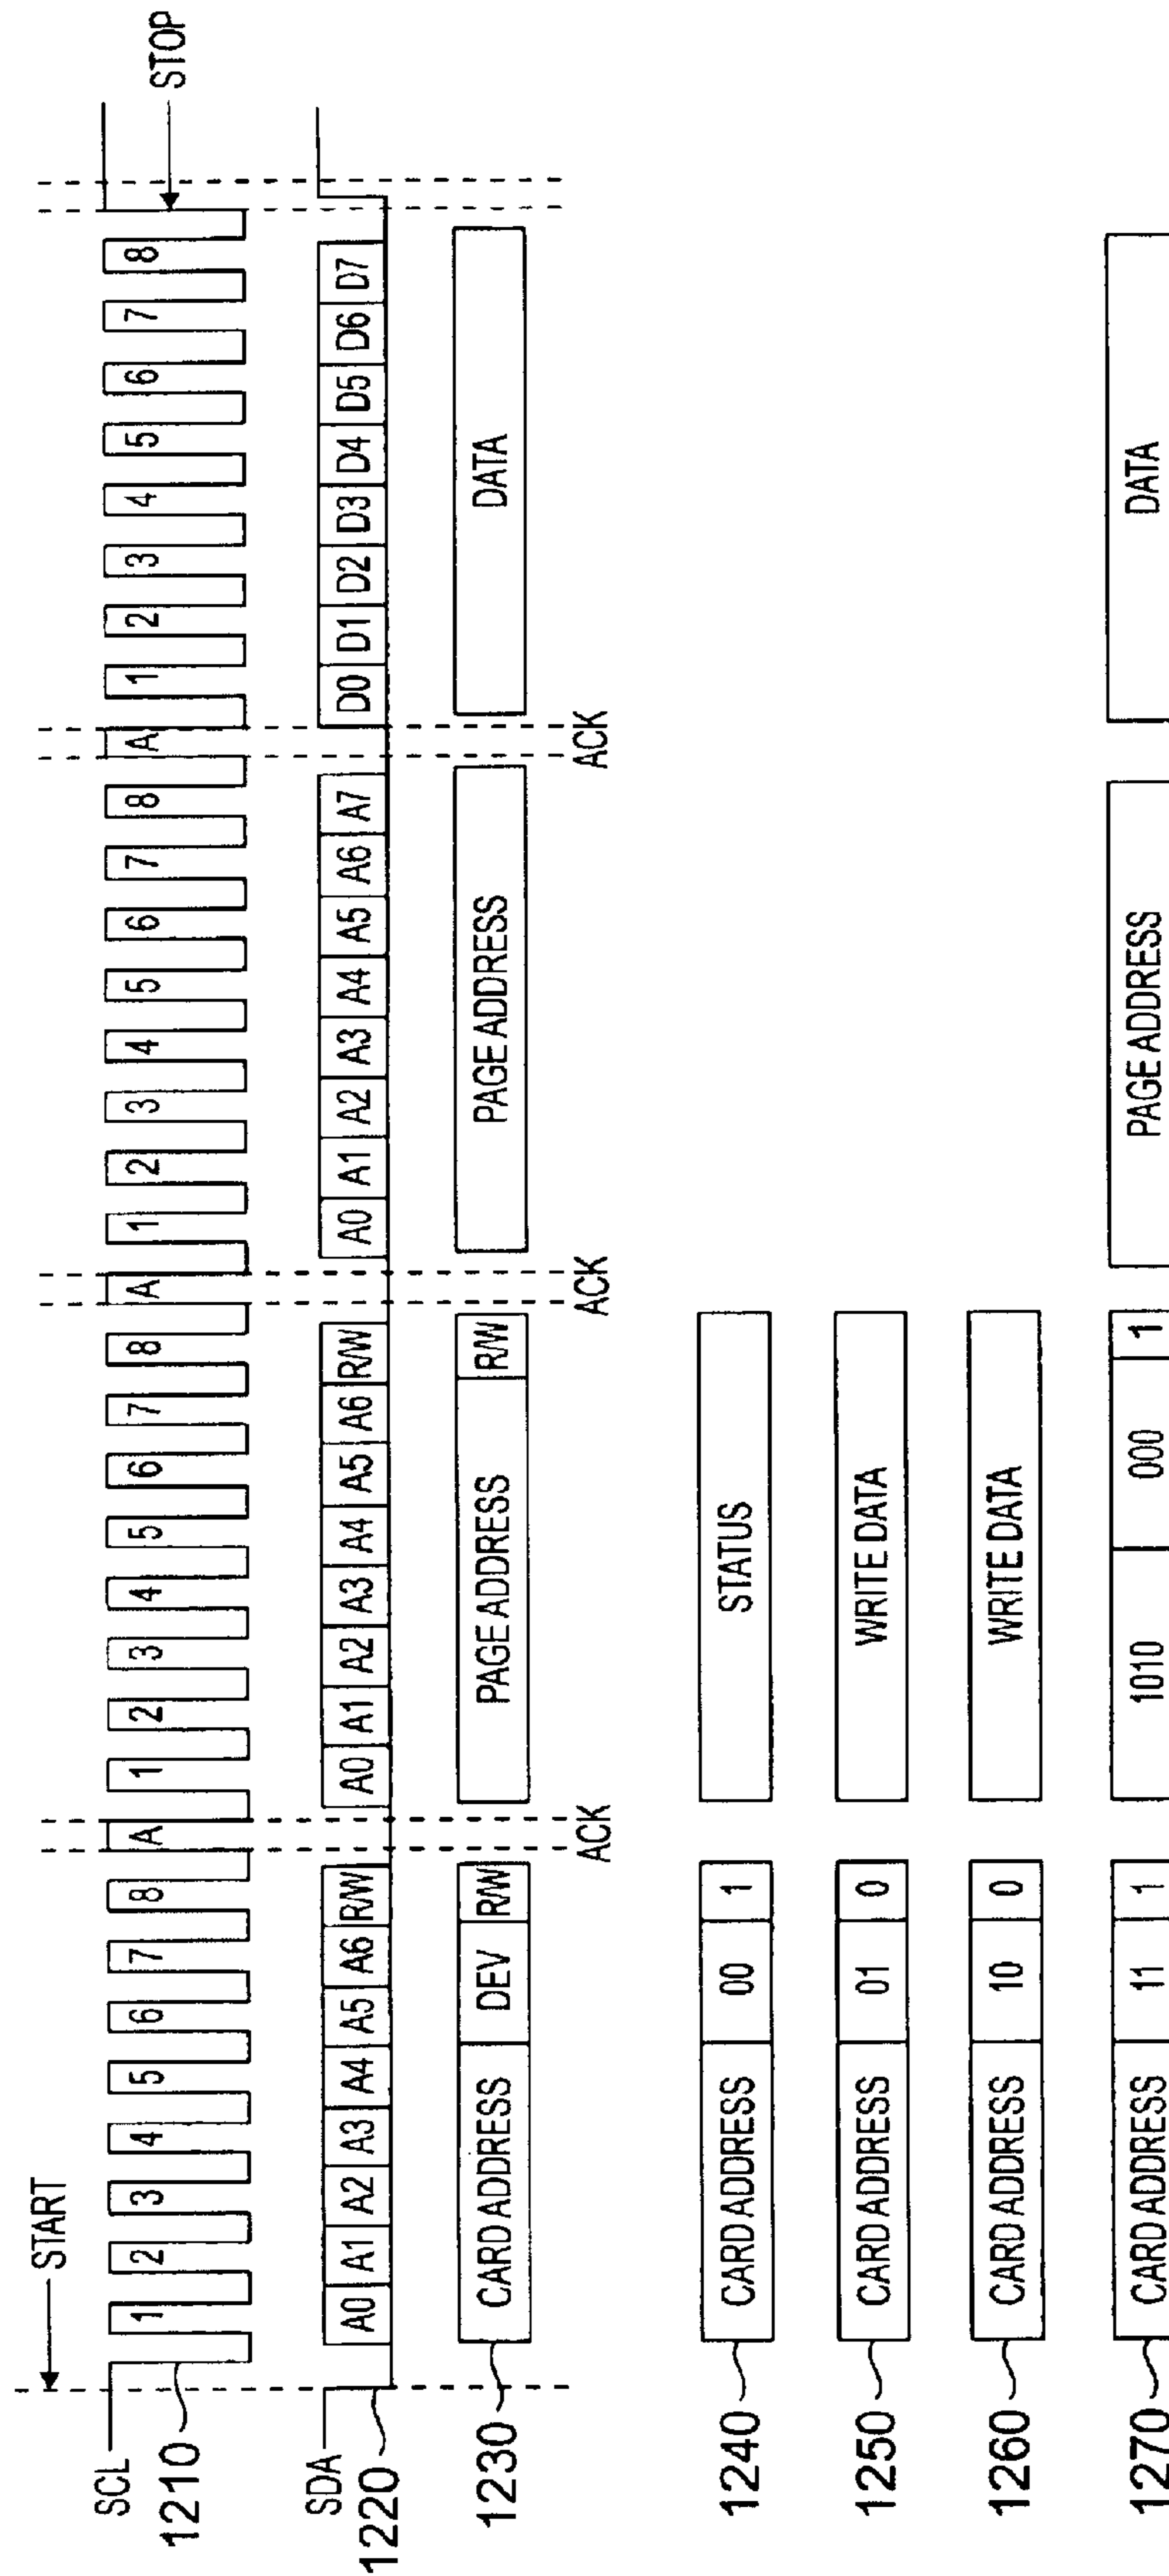 START
SCL 1 2 3 4 5 6 7 8 A 1 2 3 4 5 6 7 8 A 1 2 3 4 5 6 7 8 A 1 2 3 4 5 6 7 8
STOP
1210
SDA A0 A1 A2 A3 A4 A5 A6 R/W A0 A1 A2 A3 A4 A5 A6 R/W A0 A1 A2 A3 A4 A5 A6 A7 D0 D1 D2 D3 D4 D5 D6 D7
1220
1230 CARD ADDRESS DEV R/W PAGE ADDRESS R/W PAGE ADDRESS DATA
ACK ACK ACK
1240 CARD ADDRESS 00 1 STATUS
1250 CARD ADDRESS 01 0 WRITE DATA
1260 CARD ADDRESS 10 0 WRITE DATA
1270 CARD ADDRESS 11 1 1010 000 1 PAGE ADDRESS DATA